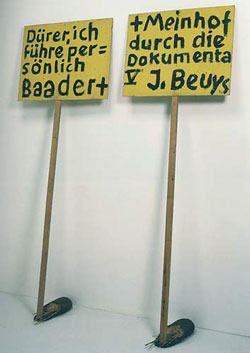 Dürer, ich
führe per=
sönlich
Baader+
+Meinhof
durch die
Dokumenta
V J. Beuys